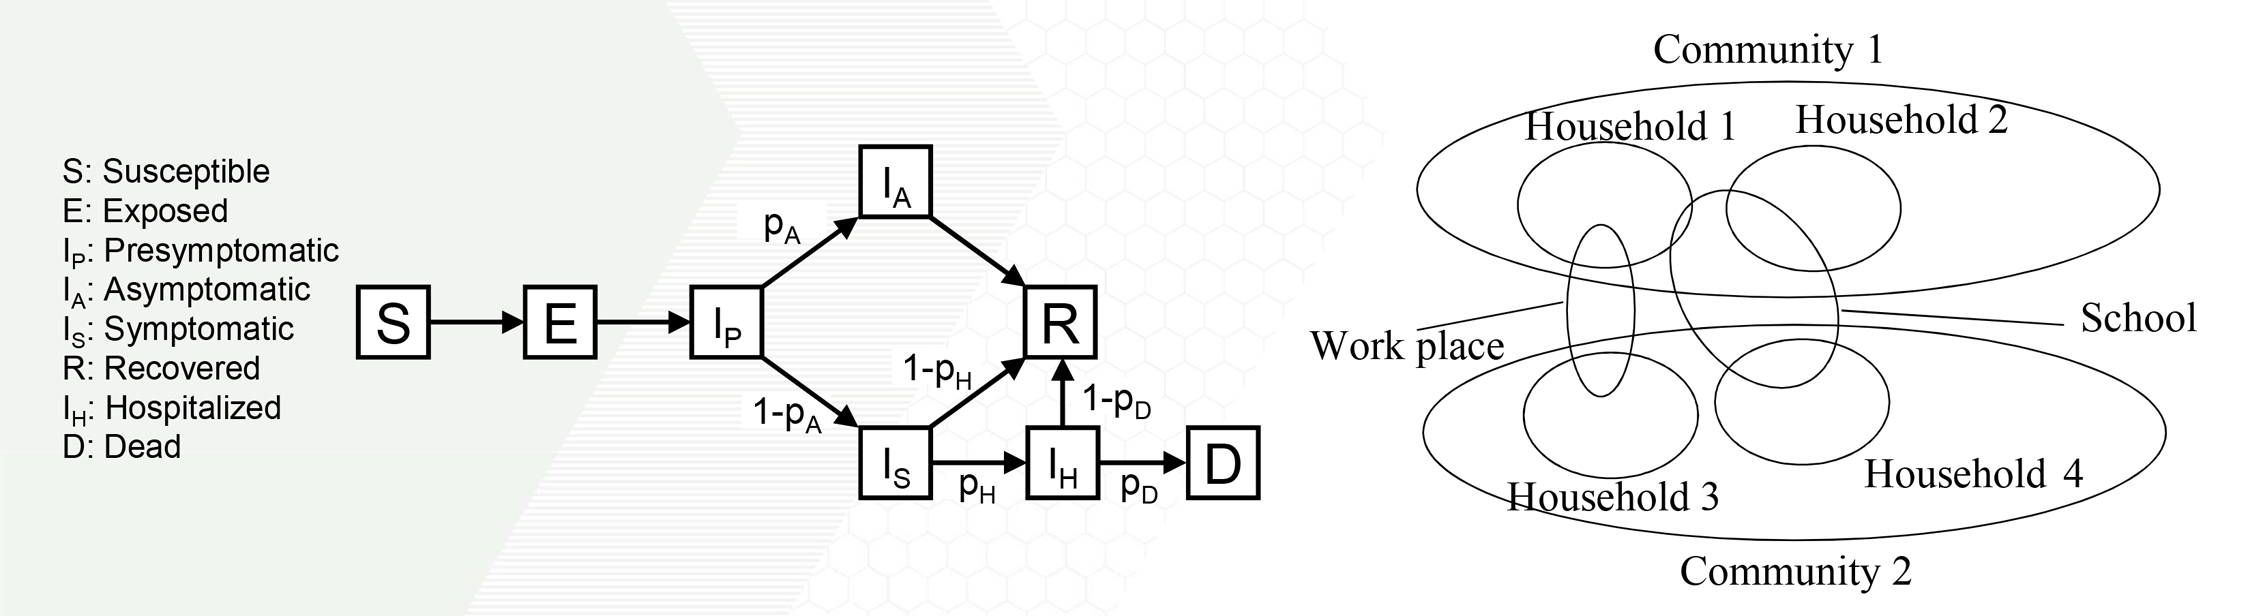 S: Susceptible
E: Exposed
I_P: Presymptomatic
I_A: Asymptomatic
I_S: Symptomatic
R: Recovered
I_H: Hospitalized
D: Dead
S
E
I_P
p_A
1-p_A
I_A
I_S
1-p_H
p_H
R
I_H
1-p_D
p_D
D
Community 1
Household 1
Household 2
Work place
School
Household 3
Household 4
Community 2